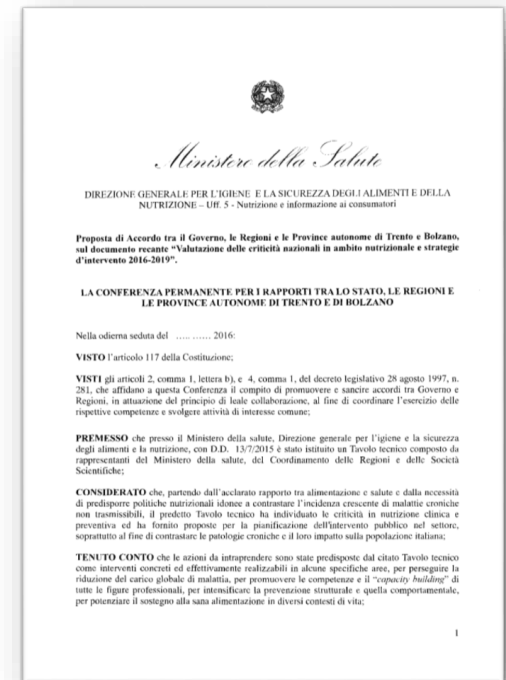 Ministero della Salute
DIREZIONE GENERALE PER L'IGIENE E LA SICUREZZA DEGLI ALIMENTI E DELLA
NUTRIZIONE – Uff. 5 - Nutrizione e informazione ai consumatori
Proposta di Accordo tra il Governo, le Regioni e le Province autonome di Trento e Bolzano,
sul documento recante "Valutazione delle criticità nazionali in ambito nutrizionale e strategie
d'intervento 2016-2019".
LA CONFERENZA PERMANENTE PER I RAPPORTI TRA LO STATO, LE REGIONI E
LE PROVINCE AUTONOME DI TRENTO E DI BOLZANO
Nella odierna seduta del ..... ........ 2016:
VISTO l'articolo 117 della Costituzione;
VISTI gli articoli 2, comma 1, lettera b), e 4, comma 1, del decreto legislativo 28 agosto 1997, n.
281, che affidano a questa Conferenza il compito di promuovere e sancire accordi tra Governo e
Regioni, in attuazione del principio di leale collaborazione, al fine di coordinare l'esercizio delle
rispettive competenze e svolgere attività di interesse comune;
PREMESSO che presso il Ministero della salute, Direzione generale per l'igiene e la sicurezza
degli alimenti e la nutrizione, con D.D. 13/7/2015 è stato istituito un Tavolo tecnico composto da
rappresentanti del Ministero della salute, del Coordinamento delle Regioni e delle Società
Scientifiche;
CONSIDERATO che, partendo dall'acclarato rapporto tra alimentazione e salute e dalla necessità
di predisporre politiche nutrizionali idonee a contrastare l'incidenza crescente di malattie croniche
non trasmissibili, il predetto Tavolo tecnico ha individuato le criticità in nutrizione clinica e
preventiva ed ha fornito proposte per la pianificazione dell'intervento pubblico nel settore,
soprattutto al fine di contrastare le patologie croniche e il loro impatto sulla popolazione italiana;
TENUTO CONTO che le azioni da intraprendere sono state predisposte dal citato Tavolo tecnico
come interventi concreti ed effettivamente realizzabili in alcune specifiche aree, per perseguire la
riduzione del carico globale di malattia, per promuovere le competenze e il "capacity building" di
tutte le figure professionali, per intensificare la prevenzione strutturale e quella comportamentale,
per potenziare il sostegno alla sana alimentazione in diversi contesti di vita;
1